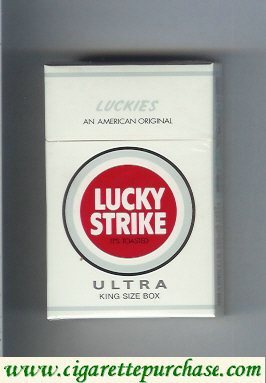 LUCKIES
AN AMERICAN ORIGINAL
LUCKY
STRIKE
IT'S TOASTED
ULTRA
KING SIZE BOX
www.cigarettepurchase.com